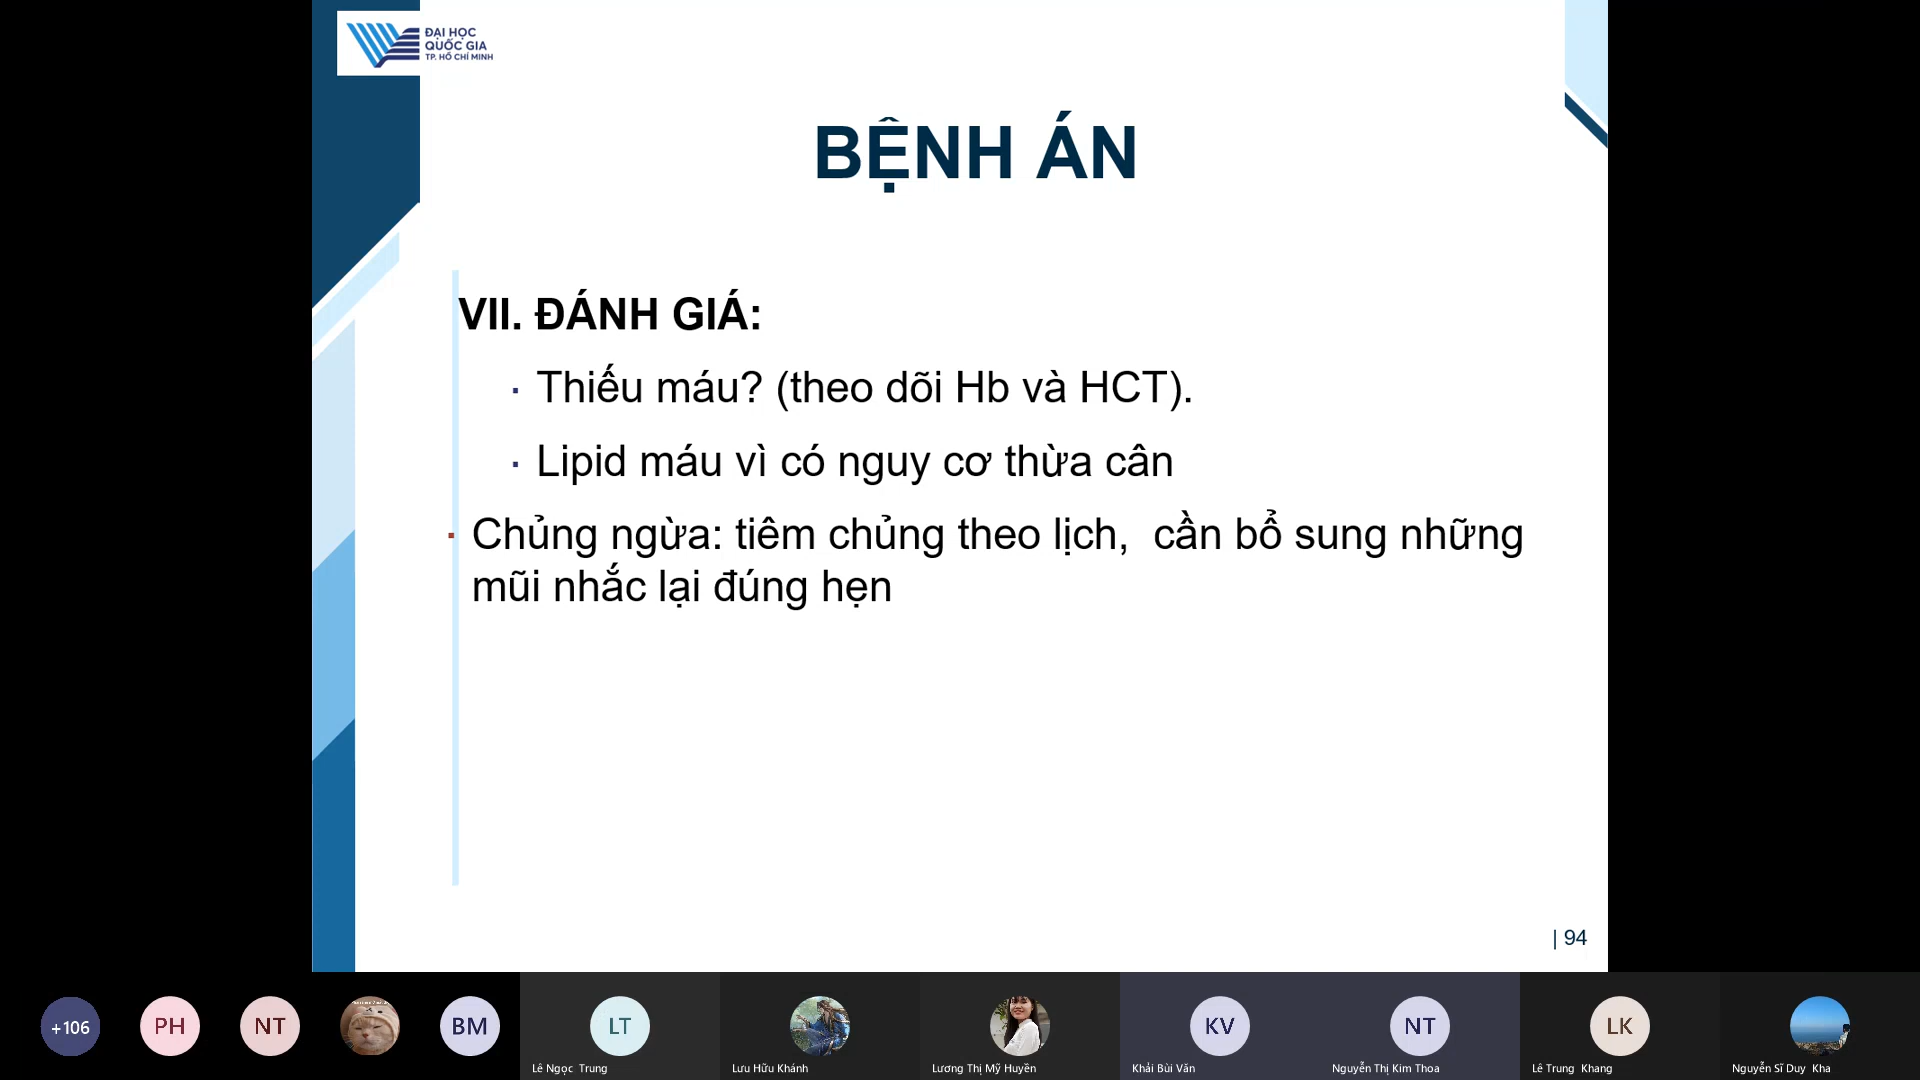 ĐẠI HỌC
QUỐC GIA
TP. HỒ CHÍ MINH
BỆNH ÁN
VII. ĐÁNH GIÁ:
· Thiếu máu? (theo dõi Hb và HCT).
· Lipid máu vì có nguy cơ thừa cân
· Chủng ngừa: tiêm chủng theo lịch,  cần bổ sung những
mũi nhắc lại đúng hẹn
| 94
+106
PH
NT
BM
LT
KV
NT
LK
Lê Ngọc  Trung
Lưu Hữu Khánh
Lương Thị Mỹ Huyền
Khải Bùi Văn
Nguyễn Thị Kim Thoa
Lê Trung  Khang
Nguyễn Sĩ Duy  Kha